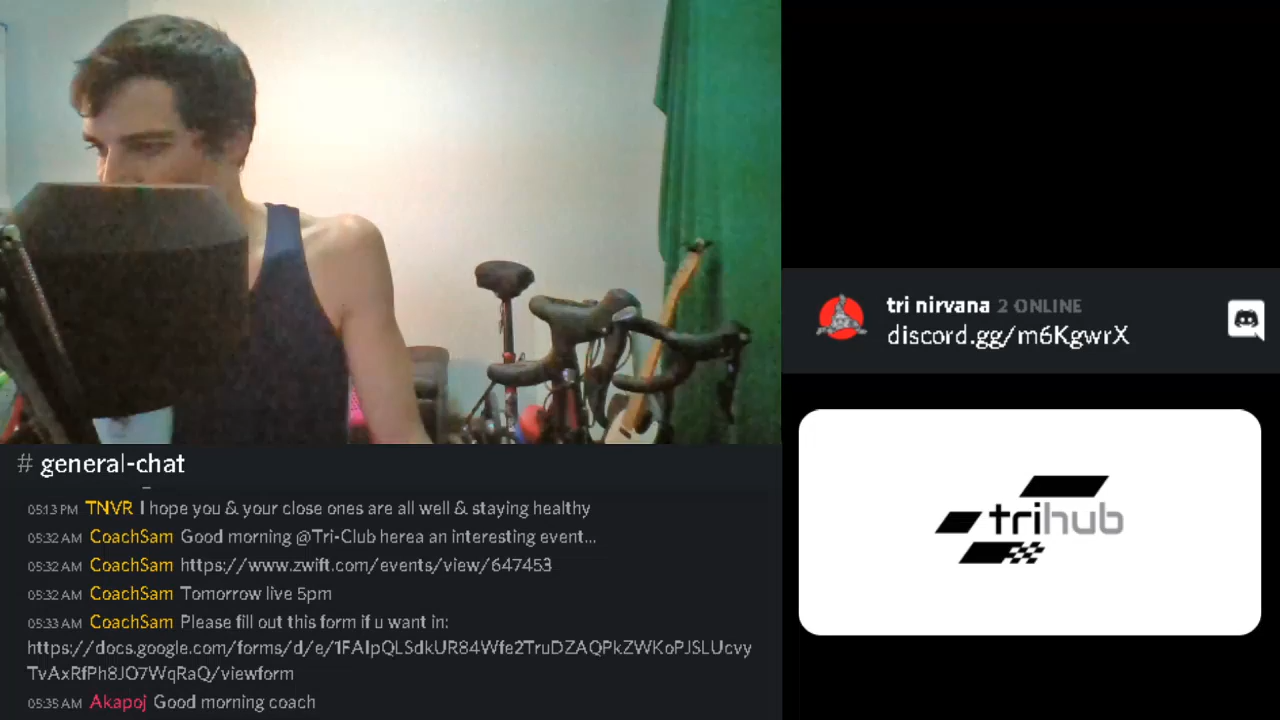 tri nirvana 2 ONLINE
discord.gg/m6KgwrX
trihub
# general-chat
05:13 PM TNVR I hope you & your close ones are all well & staying healthy
05:32 AM CoachSam Good morning @Tri-Club herea an interesting event...
05:32 AM CoachSam https://www.zwift.com/events/view/647453
05:32 AM CoachSam Tomorrow live 5pm
05:33 AM CoachSam Please fill out this form if u want in:
https://docs.google.com/forms/d/e/1FAIpQLSdkUR84Wfe2TruDZAQPkZWKoPJSLUcvy
TvAxRfPh8JO7WqRaQ/viewform
05:35 AM Akapoj Good morning coach